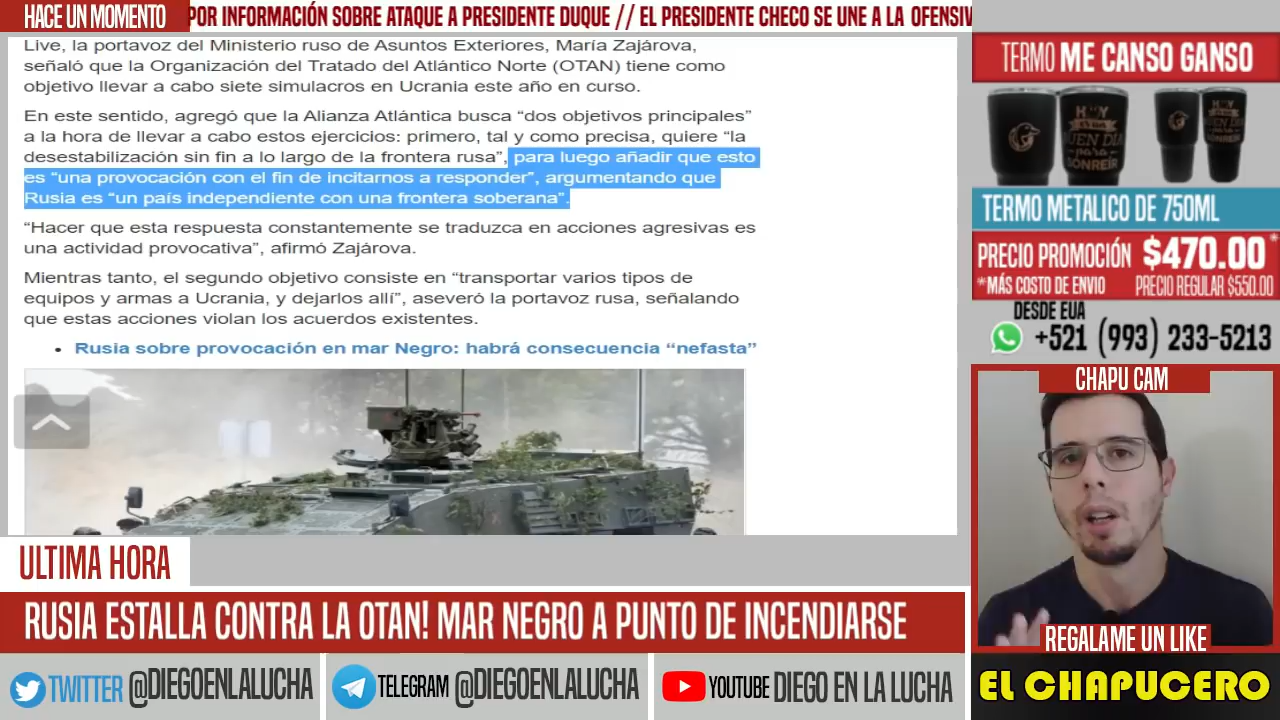 HACE UN MOMENTO
POR INFORMACIÓN SOBRE ATAQUE A PRESIDENTE DUQUE // EL PRESIDENTE CHECO SE UNE A LA OFENSIV
Live, la portavoz del Ministerio ruso de Asuntos Exteriores, María Zajárova,
señaló que la Organización del Tratado del Atlántico Norte (OTAN) tiene como
objetivo llevar a cabo siete simulacros en Ucrania este año en curso.
En este sentido, agregó que la Alianza Atlántica busca “dos objetivos principales”
a la hora de llevar a cabo estos ejercicios: primero, tal y como precisa, quiere “la
desestabilización sin fin a lo largo de la frontera rusa”, para luego añadir que esto
es “una provocación con el fin de incitarnos a responder”, argumentando que
Rusia es “un país independiente con una frontera soberana”.
“Hacer que esta respuesta constantemente se traduzca en acciones agresivas es
una actividad provocativa”, afirmó Zajárova.
Mientras tanto, el segundo objetivo consiste en “transportar varios tipos de
equipos y armas a Ucrania, y dejarlos allí”, aseveró la portavoz rusa, señalando
que estas acciones violan los acuerdos existentes.
• Rusia sobre provocación en mar Negro: habrá consecuencia “nefasta”
TERMO ME CANSO GANSO
HOY
BUEN DIA
para
SONREÍR
TERMO METALICO DE 750ML
PRECIO PROMOCIÓN $470.00*
*MÁS COSTO DE ENVIO PRECIO REGULAR $550.00
DESDE EUA
+521 (993) 233-5213
CHAPU CAM
REGALAME UN LIKE
EL CHAPUCERO
ULTIMA HORA
RUSIA ESTALLA CONTRA LA OTAN! MAR NEGRO A PUNTO DE INCENDIARSE
TWITTER @DIEGOENLALUCHA
TELEGRAM @DIEGOENLALUCHA
YOUTUBE DIEGO EN LA LUCHA